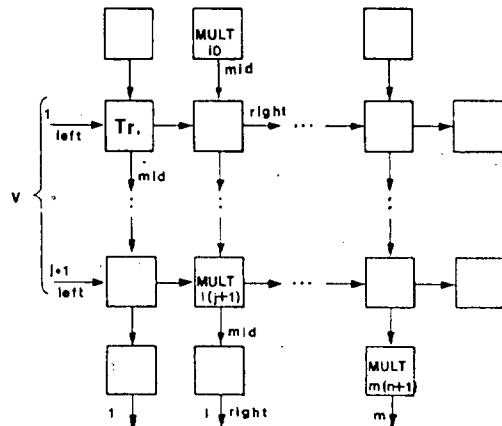 MULT
i0
mid
1
left
Tr.
right
...
mid
V
j+1
left
MULT
i(j+1)
...
mid
MULT
m(n+1)
1
i
right
m